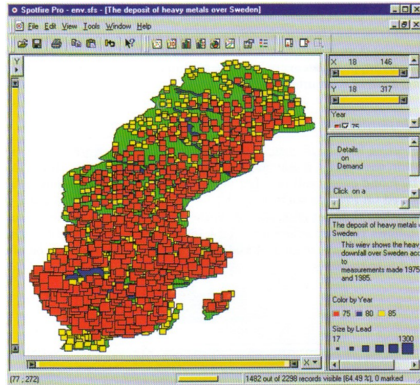 Spotfire Pro - env.sfs - [The deposit of heavy metals over Sweden]
File Edit View Tools Window Help
Y
X 18 146
Y 18 317
Year
75
Details
on
Demand
Click on a
The deposit of heavy metals
Sweden
This wiev shows the heav
downfall over Sweden acc
to
measurements made 1975
and 1985.
Color by Year
75 80 85
Size by Lead
17 1300
X
(77 ; 272) 1482 out of 2298 records visible (64.49 %), 0 marked